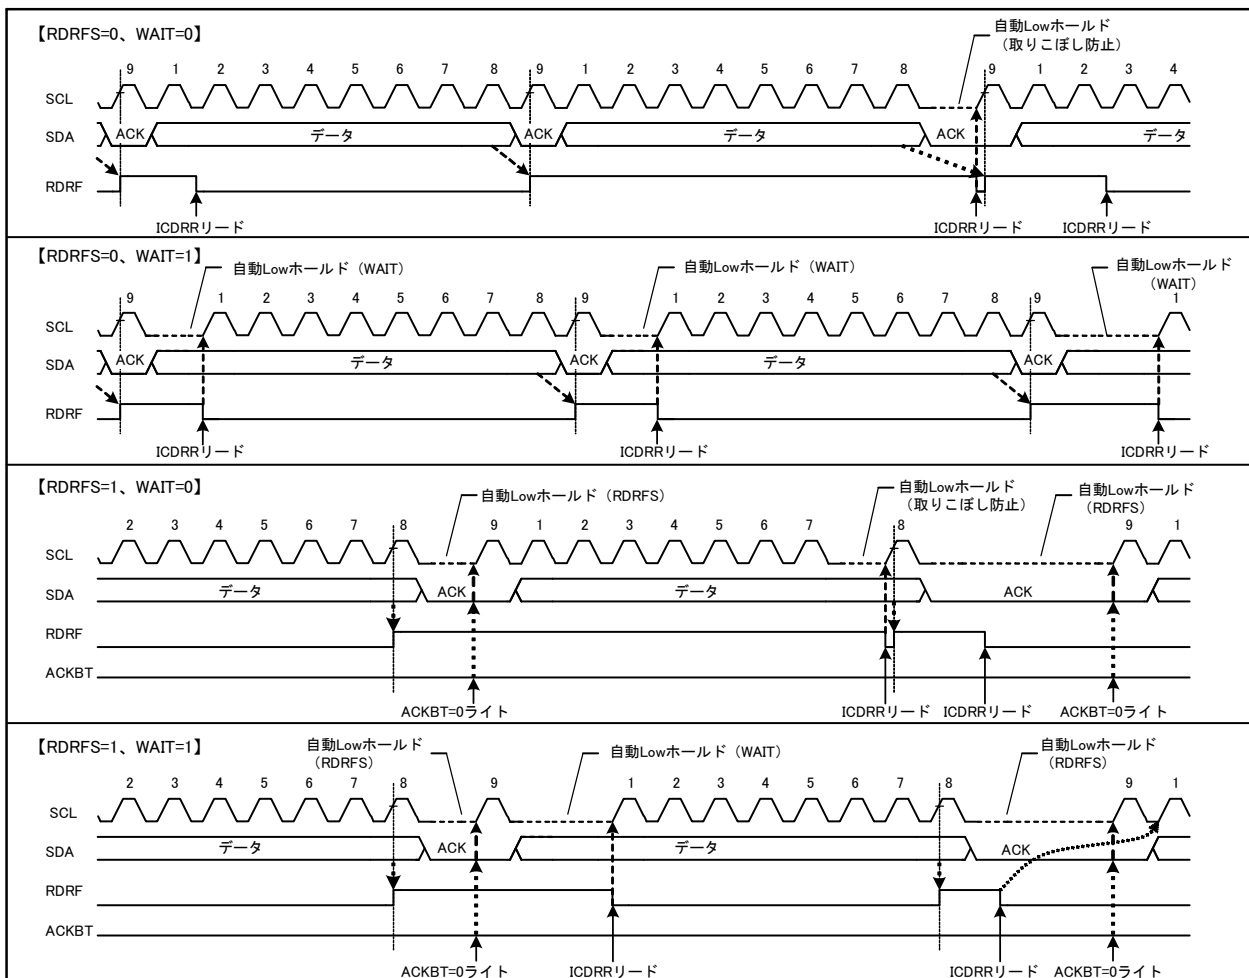 【RDRFS=0、WAIT=0】
自動Lowホールド
（取りこぼし防止）
9 1 2 3 4 5 6 7 8 9 1 2 3 4 5 6 7 8 9 1 2 3 4
SCL
SDA ACK データ ACK データ ACK データ
RDRF
ICDRRリード ICDRRリード ICDRRリード
【RDRFS=0、WAIT=1】
自動Lowホールド（WAIT） 自動Lowホールド（WAIT） 自動Lowホールド
（WAIT）
9 1 2 3 4 5 6 7 8 9 1 2 3 4 5 6 7 8 9 1
SCL
SDA ACK データ ACK データ ACK
RDRF
ICDRRリード ICDRRリード ICDRRリード
【RDRFS=1、WAIT=0】
自動Lowホールド（RDRFS） 自動Lowホールド
（取りこぼし防止）
自動Lowホールド
（RDRFS）
2 3 4 5 6 7 8 9 1 2 3 4 5 6 7 8 9 1
SCL
SDA データ ACK データ ACK
RDRF
ACKBT
ACKBT=0ライト ICDRRリード ICDRRリード ACKBT=0ライト
【RDRFS=1、WAIT=1】
自動Lowホールド
（RDRFS）
自動Lowホールド（WAIT） 自動Lowホールド
（RDRFS）
2 3 4 5 6 7 8 9 1 2 3 4 5 6 7 8 9 1
SCL
SDA データ ACK データ ACK
RDRF
ACKBT
ACKBT=0ライト ICDRRリード ICDRRリード ACKBT=0ライト